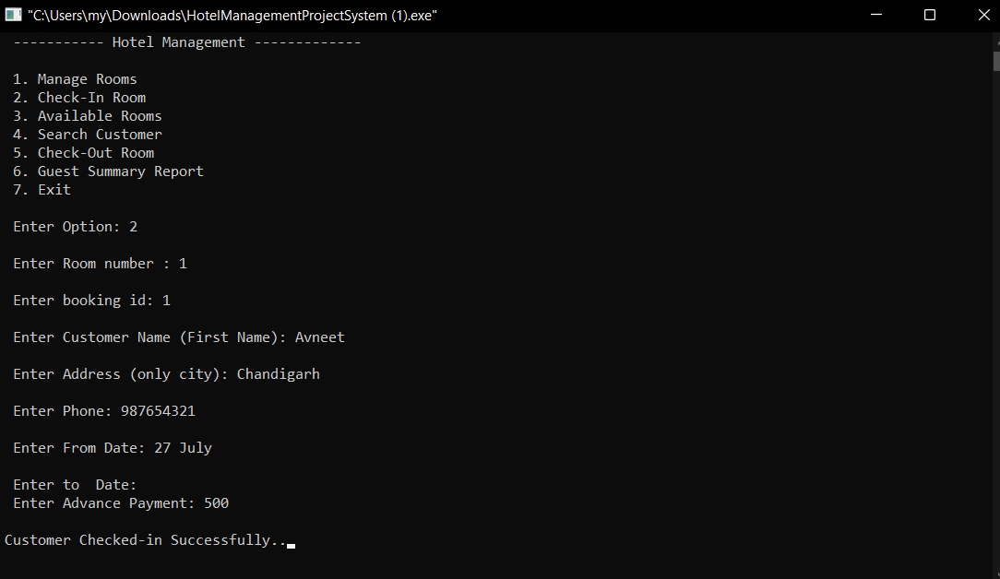 "C:\Users\my\Downloads\HotelManagementProjectSystem (1).exe"
----------- Hotel Management -------------
1. Manage Rooms
2. Check-In Room
3. Available Rooms
4. Search Customer
5. Check-Out Room
6. Guest Summary Report
7. Exit
Enter Option: 2
Enter Room number : 1
Enter booking id: 1
Enter Customer Name (First Name): Avneet
Enter Address (only city): Chandigarh
Enter Phone: 987654321
Enter From Date: 27 July
Enter to  Date:
Enter Advance Payment: 500
Customer Checked-in Successfully..